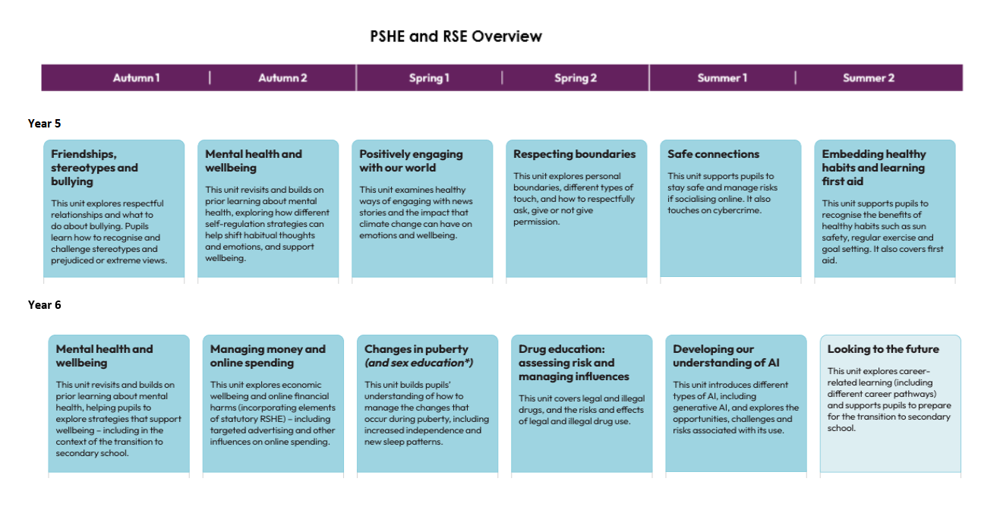 PSHE and RSE Overview
Autumn 1 | Autumn 2 | Spring 1 | Spring 2 | Summer 1 | Summer 2
Year 5
Friendships,
stereotypes and
bullying
This unit explores respectful
relationships and what to
do about bullying. Pupils
learn how to recognise and
challenge stereotypes and
prejudiced or extreme views.
Mental health and
wellbeing
This unit revisits and builds on
prior learning about mental
health, exploring how different
self-regulation strategies can
help shift habitual thoughts
and emotions, and support
wellbeing.
Positively engaging
with our world
This unit examines healthy
ways of engaging with news
stories and the impact that
climate change can have on
emotions and wellbeing.
Respecting boundaries
This unit explores personal
boundaries, different types of
touch, and how to respectfully
ask, give or not give
permission.
Safe connections
This unit supports pupils to
stay safe and manage risks
if socialising online. It also
touches on cybercrime.
Embedding healthy
habits and learning
first aid
This unit supports pupils to
recognise the benefits of
healthy habits such as sun
safety, regular exercise and
goal setting. It also covers first
aid.
Year 6
Mental health and
wellbeing
This unit revisits and builds on
prior learning about mental
health, helping pupils to
explore strategies that support
wellbeing – including in the
context of the transition to
secondary school.
Managing money and
online spending
This unit explores economic
wellbeing and online financial
harms (incorporating elements
of statutory RSHE) – including
targeted advertising and other
influences on online spending.
Changes in puberty
(and sex education*)
This unit builds pupils'
understanding of how to
manage the changes that
occur during puberty, including
increased independence and
new sleep patterns.
Drug education:
assessing risk and
managing influences
This unit covers legal and illegal
drugs, and the risks and effects
of legal and illegal drug use.
Developing our
understanding of AI
This unit introduces different
types of AI, including
generative AI, and explores the
opportunities, challenges and
risks associated with its use.
Looking to the future
This unit explores career-
related learning (including
different career pathways)
and supports pupils to prepare
for the transition to secondary
school.